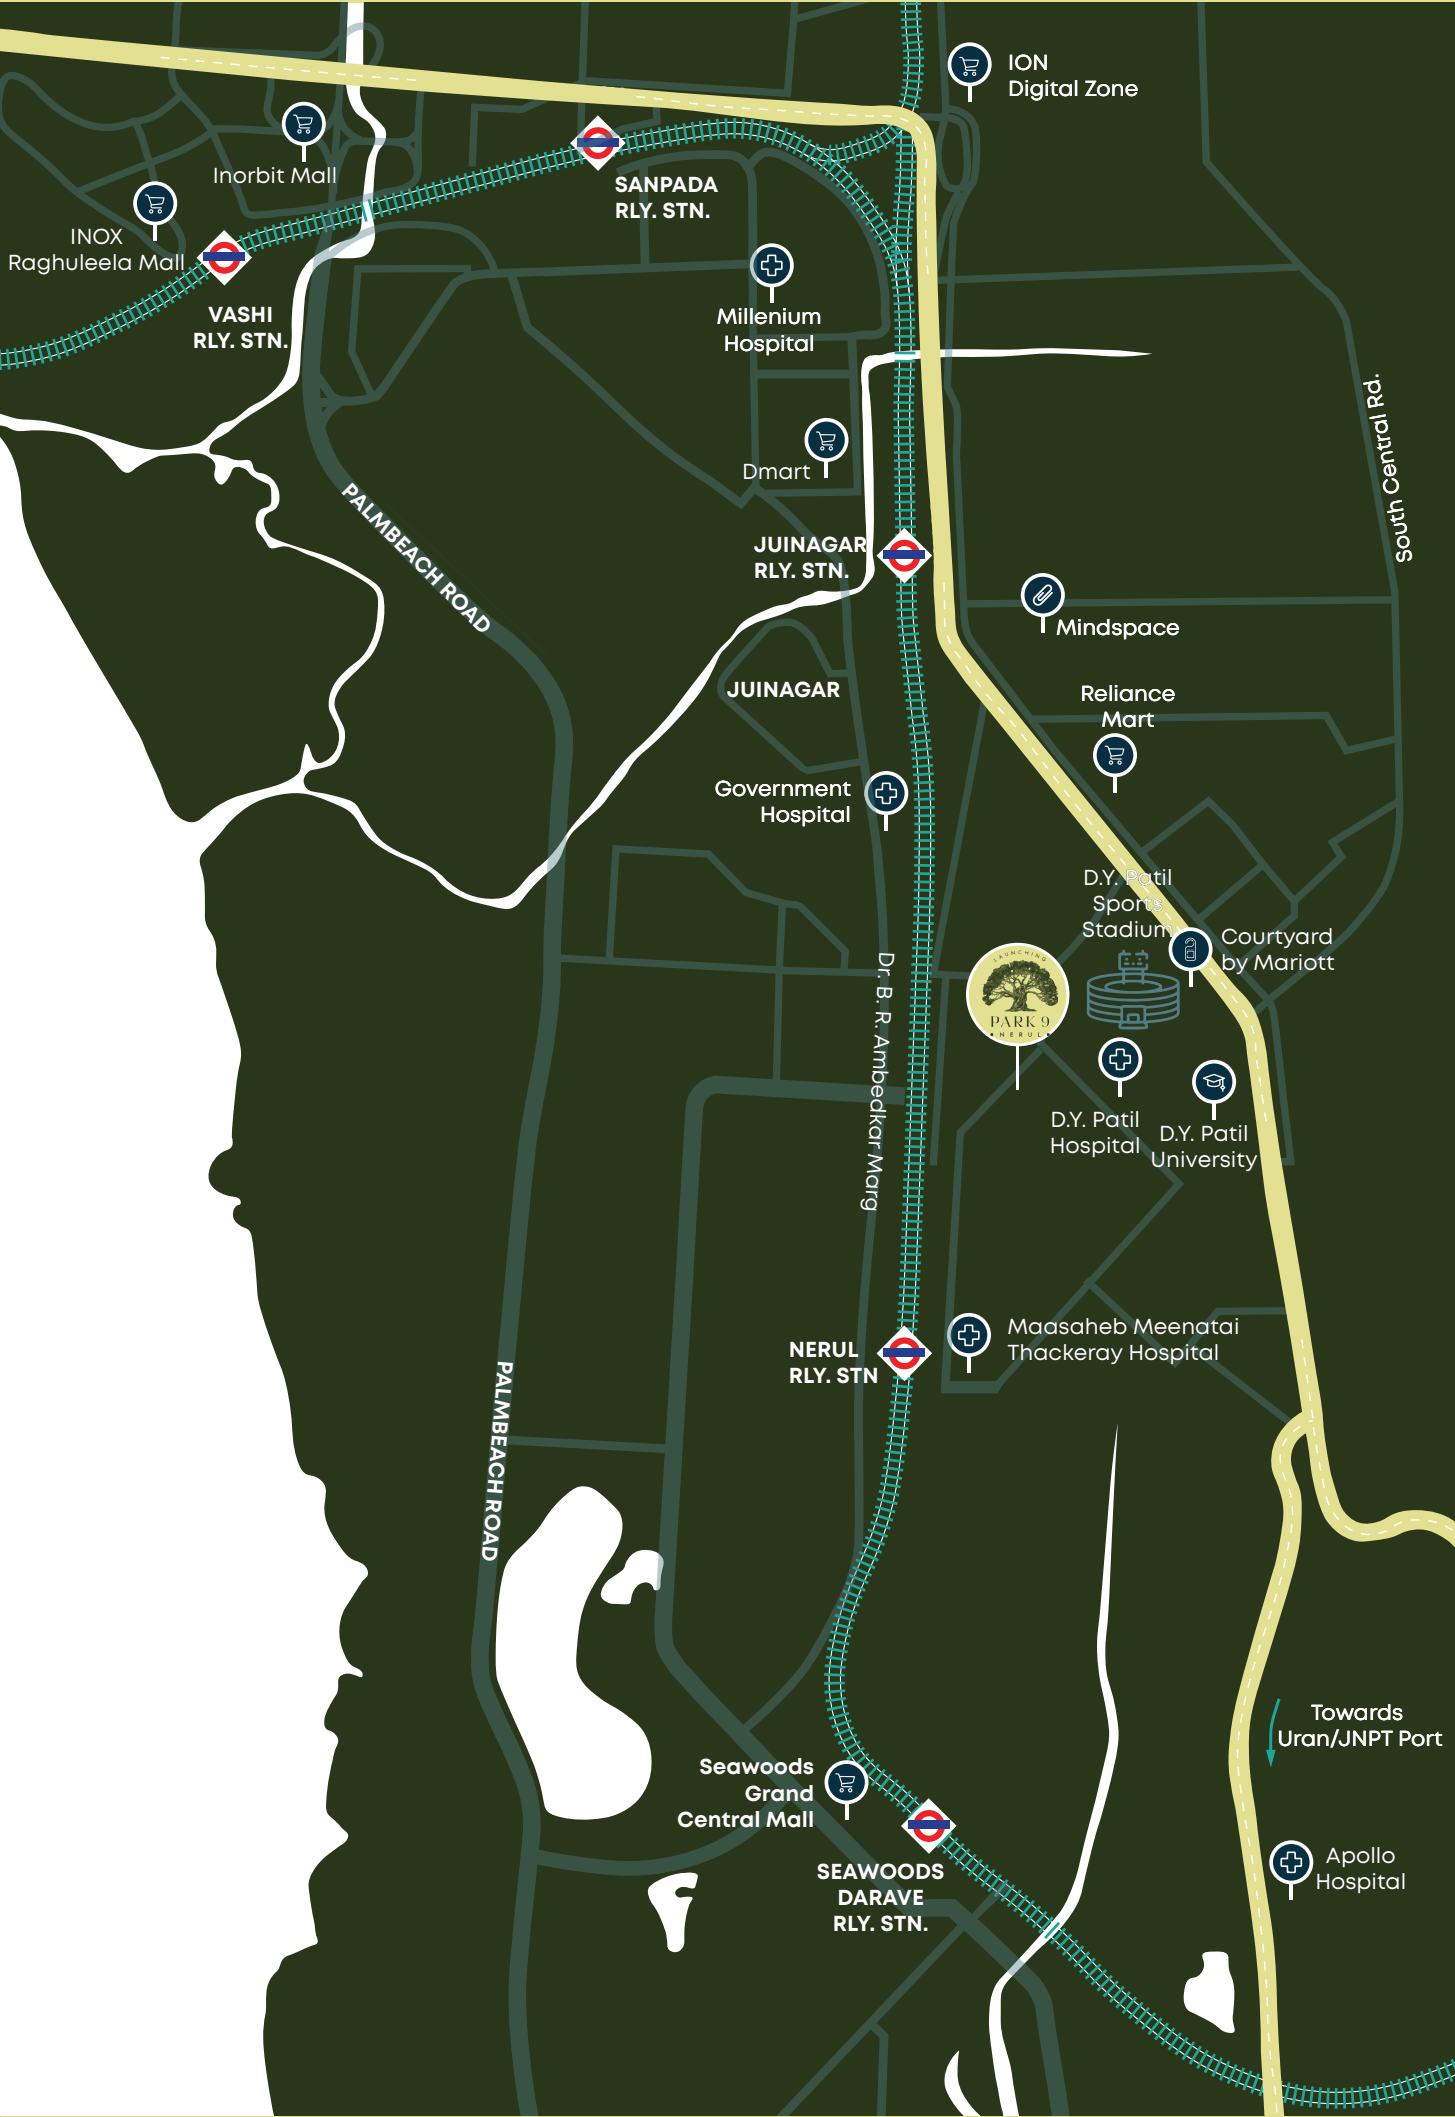 ION
Digital Zone
Inorbit Mall
SANPADA
RLY. STN.
INOX
Raghuleela Mall
VASHI
RLY. STN.
Millenium
Hospital
South Central Rd.
Dmart
PALMBEACH ROAD
JUINAGAR
RLY. STN.
Mindspace
JUINAGAR
Reliance
Mart
Government
Hospital
D.Y. Patil
Sports
Stadium
Courtyard
by Mariott
LAUNCHING
PARK 9
NERUL
Dr. B. R. Ambedkar Marg
D.Y. Patil
Hospital
D.Y. Patil
University
Maasaheb Meenatai
Thackeray Hospital
NERUL
RLY. STN
PALMBEACH ROAD
Towards
Uran/JNPT Port
Seawoods
Grand
Central Mall
Apollo
Hospital
SEAWOODS
DARAVE
RLY. STN.